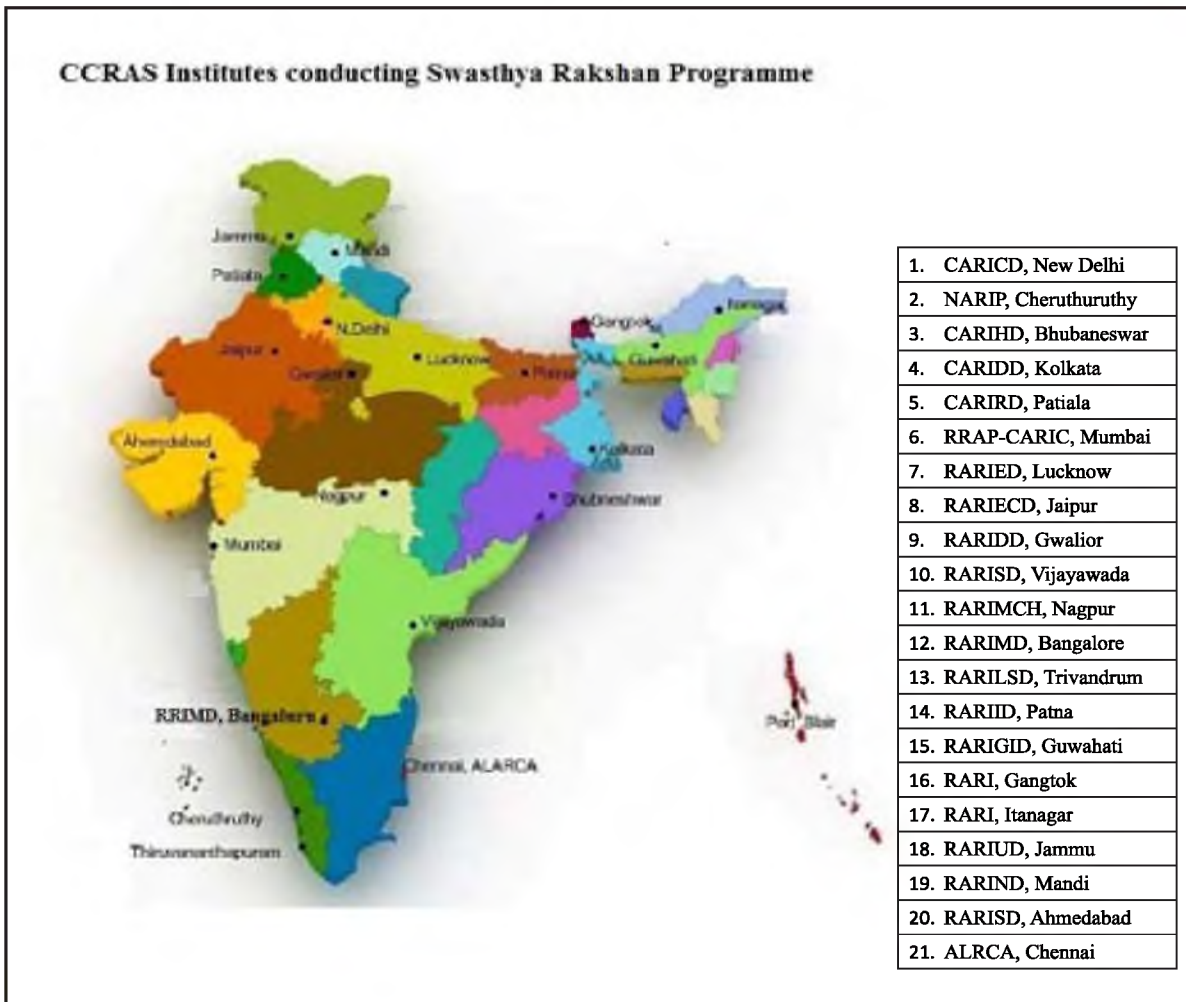 CCRAS Institutes conducting Swasthya Rakshan Programme
Jammu
Mandi
Patiala
N.Delhi
Jaipur
Lucknow
Gwalior
Patna
Gangtok
Itanagar
Guwahati
Ahemdabad
Kolkata
Nagpur
Bhubneshwar
Mumbai
Vijayawada
RRIMD, Bangaluru
Port Blair
Chennai, ALARCA
Cheruthruthy
Thiruvananthapuram
1. CARICD, New Delhi
2. NARIP, Cheruthuruthy
3. CARIHD, Bhubaneswar
4. CARIDD, Kolkata
5. CARIRD, Patiala
6. RRAP-CARIC, Mumbai
7. RARIED, Lucknow
8. RARIECD, Jaipur
9. RARIDD, Gwalior
10. RARISD, Vijayawada
11. RARIMCH, Nagpur
12. RARIMD, Bangalore
13. RARILSD, Trivandrum
14. RARIID, Patna
15. RARIGID, Guwahati
16. RARI, Gangtok
17. RARI, Itanagar
18. RARIUD, Jammu
19. RARIND, Mandi
20. RARISD, Ahmedabad
21. ALRCA, Chennai